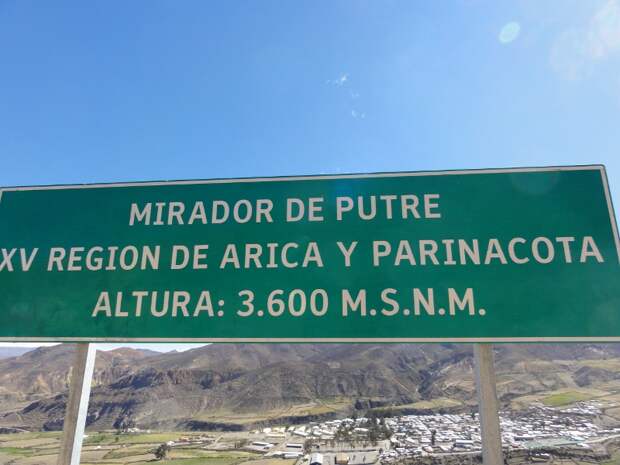 MIRADOR DE PUTRE
XV REGION DE ARICA Y PARINACOTA
ALTURA: 3.600 M.S.N.M.